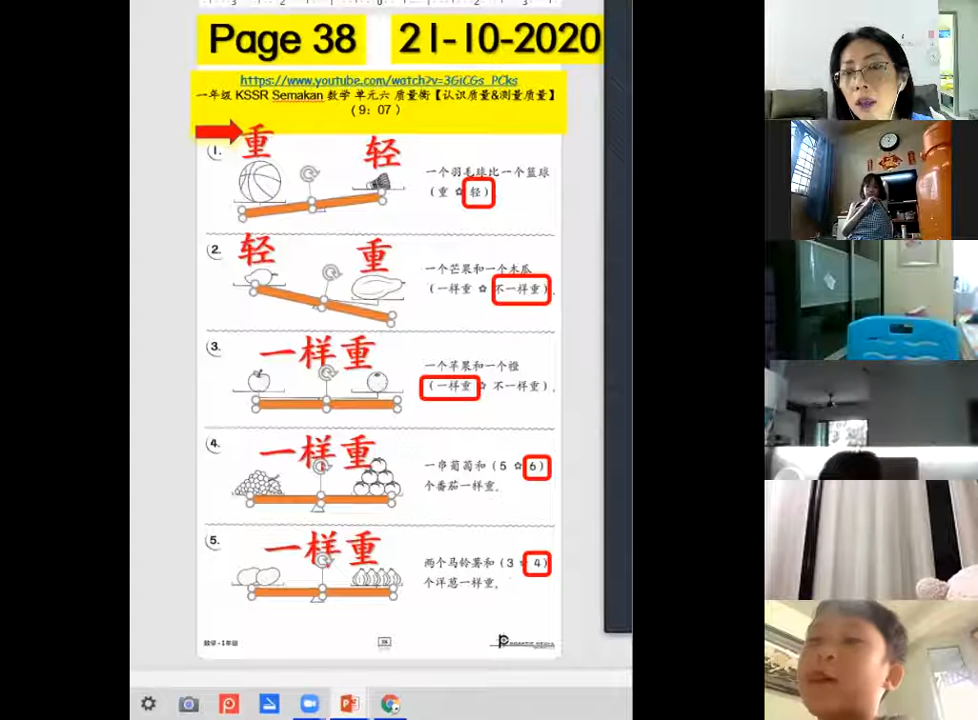 Page 38
21-10-2020
https://www.youtube.com/watch?v=3GiCGs_PCks
一年级 KSSR Semakan 数学 单元六 质量衡【认识质量&测量质量】
(9：07)
1.
重
轻
一个羽毛球比一个篮球
(重 ✿ 轻)
2.
轻
重
一个芒果和一个木瓜
(一样重 ✿ 不一样重)。
3.
一样重
一个苹果和一个橙
(一样重 ✿ 不一样重)。
4.
一样重
一串葡萄和 (5 ✿ 6)
个番茄一样重。
5.
一样重
两个马铃薯和 (3 ✿ 4)
个洋葱一样重。
数学·1年级